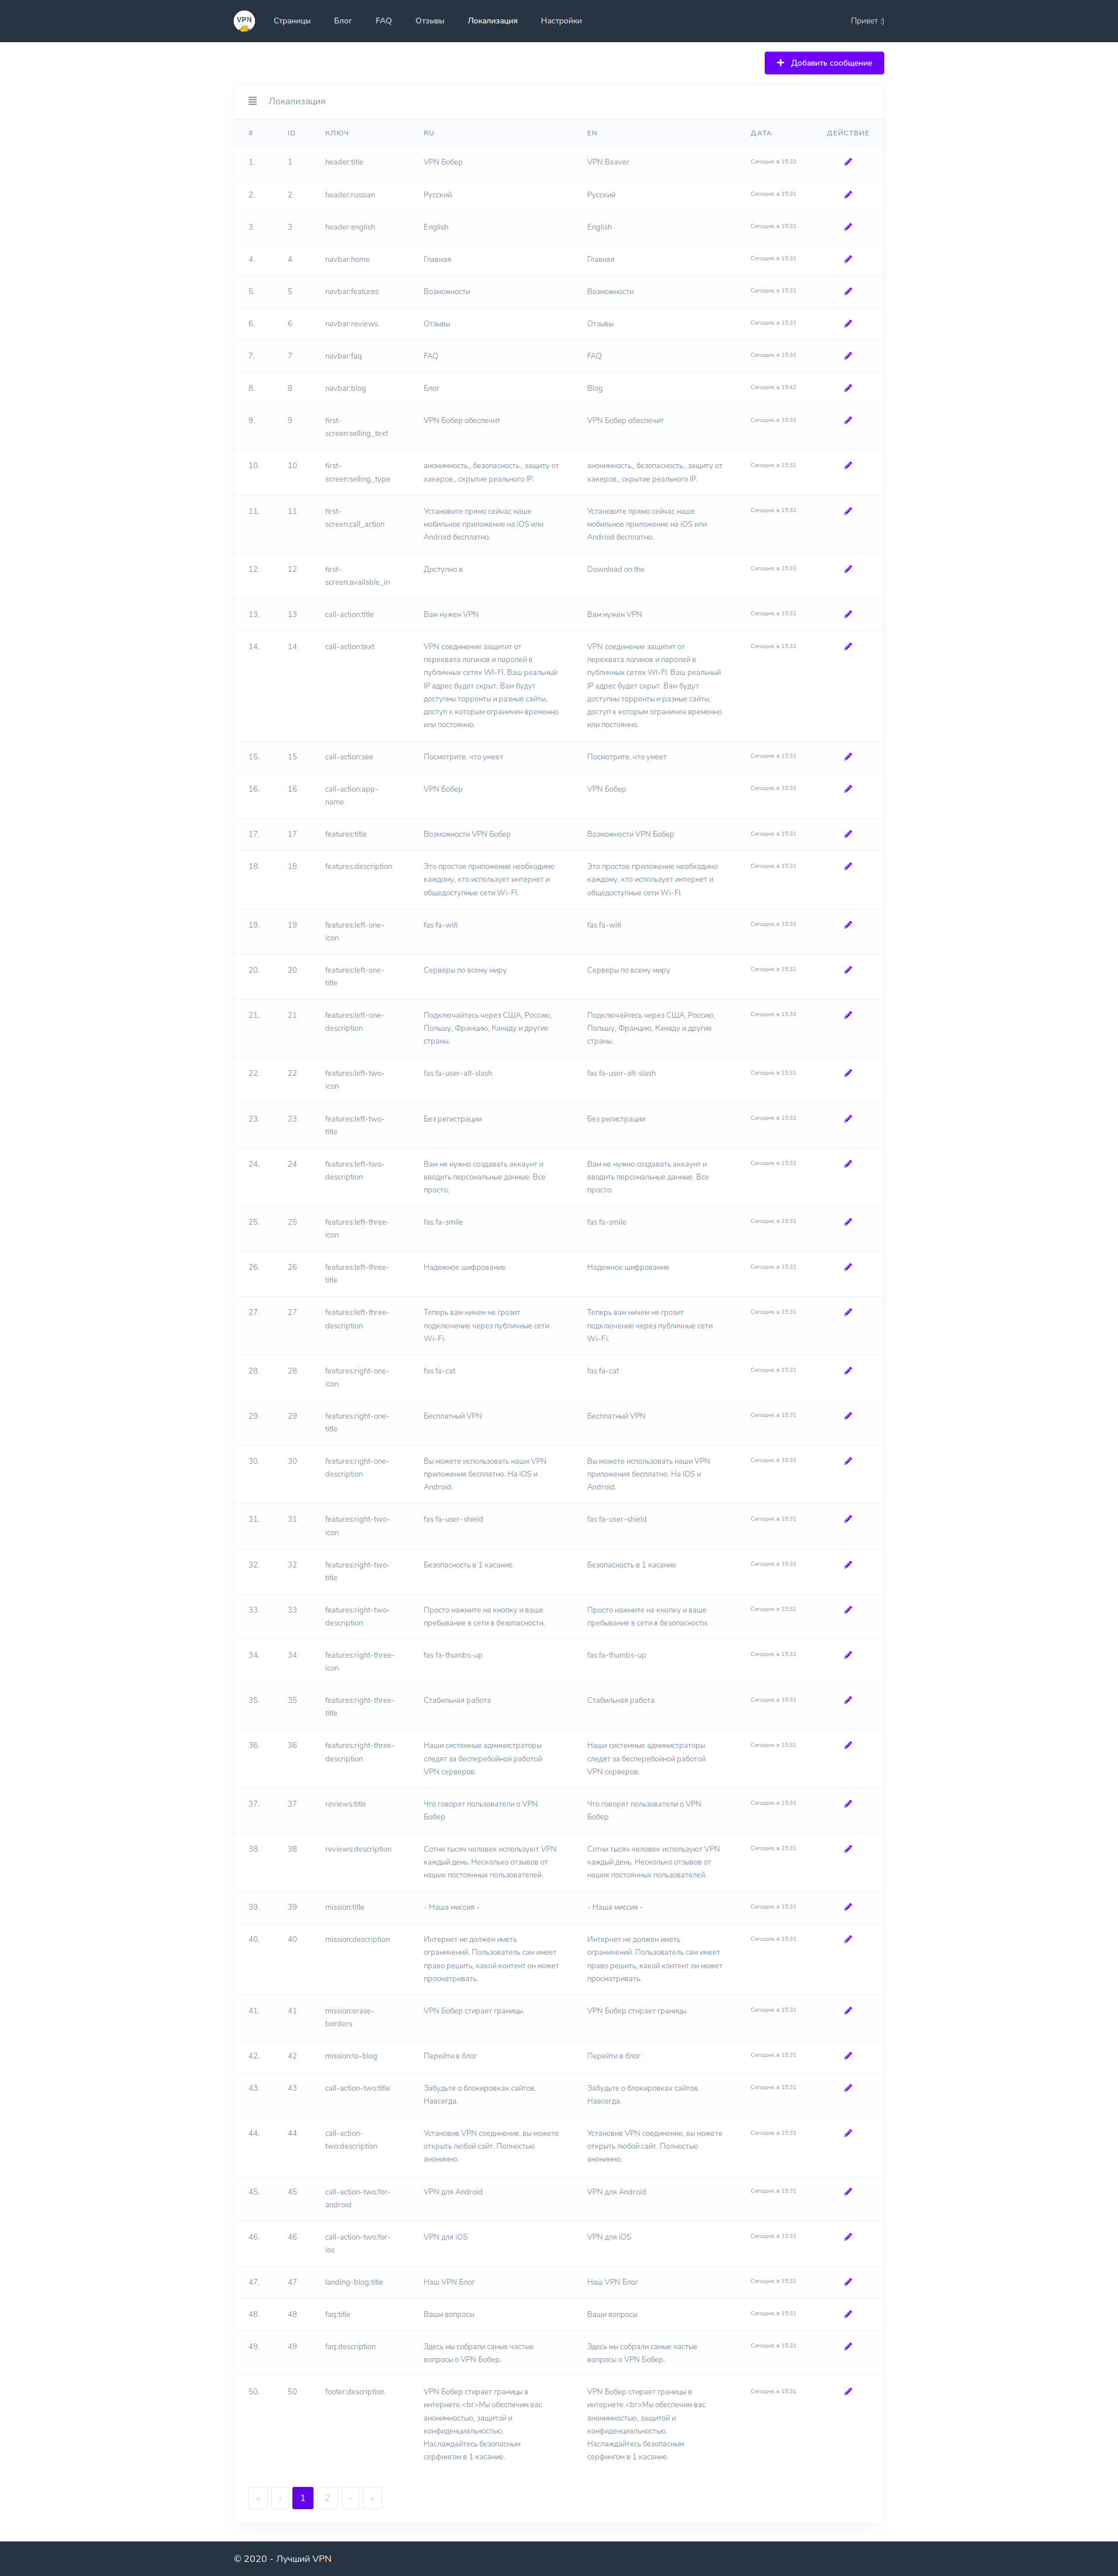 VPN Страницы Блог FAQ Отзывы Локализация Настройки Привет :)
Добавить сообщение
Локализация
# ID КЛЮЧ RU EN ДАТА ДЕЙСТВИЕ
1. 1 header:title VPN Бобер VPN Beaver Сегодня, в 15:32
2. 2 header:russian Русский Русский Сегодня, в 15:31
3. 3 header:english English English Сегодня, в 15:31
4. 4 navbar:home Главная Главная Сегодня, в 15:31
5. 5 navbar:features Возможности Возможности Сегодня, в 15:31
6. 6 navbar:reviews Отзывы Отзывы Сегодня, в 15:31
7. 7 navbar:faq FAQ FAQ Сегодня, в 15:31
8. 8 navbar:blog Блог Blog Сегодня, в 15:42
9. 9 first- VPN Бобер обеспечит VPN Бобер обеспечит Сегодня, в 15:31
screen:selling_text
10. 10 first- анонимность., безопасность., защиту от анонимность., безопасность., защиту от Сегодня, в 15:31
screen:selling_type хакеров., скрытие реального IP. хакеров., скрытие реального IP.
11. 11 first- Установите прямо сейчас наше Установите прямо сейчас наше Сегодня, в 15:31
screen:call_action мобильное приложение на iOS или мобильное приложение на iOS или
Android бесплатно. Android бесплатно.
12. 12 first- Доступно в Download on the Сегодня, в 15:33
screen:available_in
13. 13 call-action:title Вам нужен VPN Вам нужен VPN Сегодня, в 15:31
14. 14 call-action:text VPN соединение защитит от VPN соединение защитит от Сегодня, в 15:31
перехвата логинов и паролей в перехвата логинов и паролей в
публичных сетях WI-FI. Ваш реальный публичных сетях WI-FI. Ваш реальный
IP адрес будет скрыт. Вам будут IP адрес будет скрыт. Вам будут
доступны торренты и разные сайты, доступны торренты и разные сайты,
доступ к которым ограничен временно доступ к которым ограничен временно
или постоянно. или постоянно.
15. 15 call-action:see Посмотрите, что умеет Посмотрите, что умеет Сегодня, в 15:31
16. 16 call-action:app- VPN Бобер VPN Бобер Сегодня, в 15:31
name
17. 17 features:title Возможности VPN Бобер Возможности VPN Бобер Сегодня, в 15:31
18. 18 features:description Это простое приложение необходимо Это простое приложение необходимо Сегодня, в 15:31
каждому, кто использует интернет и каждому, кто использует интернет и
общедоступные сети Wi-FI. общедоступные сети Wi-FI.
19. 19 features:left-one- fas fa-wifi fas fa-wifi Сегодня, в 15:31
icon
20. 20 features:left-one- Серверы по всему миру Серверы по всему миру Сегодня, в 15:31
title
21. 21 features:left-one- Подключайтесь через США, Россию, Подключайтесь через США, Россию, Сегодня, в 15:31
description Польшу, Францию, Канаду и другие Польшу, Францию, Канаду и другие
страны. страны.
22. 22 features:left-two- fas fa-user-alt-slash fas fa-user-alt-slash Сегодня, в 15:31
icon
23. 23 features:left-two- Без регистрации Без регистрации Сегодня, в 15:31
title
24. 24 features:left-two- Вам не нужно создавать аккаунт и Вам не нужно создавать аккаунт и Сегодня, в 15:31
description вводить персональные данные. Все вводить персональные данные. Все
просто. просто.
25. 25 features:left-three- fas fa-smile fas fa-smile Сегодня, в 15:31
icon
26. 26 features:left-three- Надежное шифрование Надежное шифрование Сегодня, в 15:31
title
27. 27 features:left-three- Теперь вам ничем не грозит Теперь вам ничем не грозит Сегодня, в 15:31
description подключение через публичные сети подключение через публичные сети
Wi-Fi. Wi-Fi.
28. 28 features:right-one- fas fa-cat fas fa-cat Сегодня, в 15:31
icon
29. 29 features:right-one- Бесплатный VPN Бесплатный VPN Сегодня, в 15:31
title
30. 30 features:right-one- Вы можете использовать наши VPN Вы можете использовать наши VPN Сегодня, в 15:31
description приложения бесплатно. На iOS и приложения бесплатно. На iOS и
Android. Android.
31. 31 features:right-two- fas fa-user-shield fas fa-user-shield Сегодня, в 15:31
icon
32. 32 features:right-two- Безопасность в 1 касание Безопасность в 1 касание Сегодня, в 15:31
title
33. 33 features:right-two- Просто нажмите на кнопку и ваше Просто нажмите на кнопку и ваше Сегодня, в 15:31
description пребывание в сети в безопасности. пребывание в сети в безопасности.
34. 34 features:right-three- fas fa-thumbs-up fas fa-thumbs-up Сегодня, в 15:31
icon
35. 35 features:right-three- Стабильная работа Стабильная работа Сегодня, в 15:31
title
36. 36 features:right-three- Наши системные администраторы Наши системные администраторы Сегодня, в 15:31
description следят за бесперебойной работой следят за бесперебойной работой
VPN серверов. VPN серверов.
37. 37 reviews:title Что говорят пользователи о VPN Что говорят пользователи о VPN Сегодня, в 15:31
Бобер Бобер
38. 38 reviews:description Сотни тысяч человек используют VPN Сотни тысяч человек используют VPN Сегодня, в 15:31
каждый день. Несколько отзывов от каждый день. Несколько отзывов от
наших постоянных пользователей. наших постоянных пользователей.
39. 39 mission:title - Наша миссия - - Наша миссия - Сегодня, в 15:31
40. 40 mission:description Интернет не должен иметь Интернет не должен иметь Сегодня, в 15:31
ограничений. Пользователь сам имеет ограничений. Пользователь сам имеет
право решить, какой контент он может право решить, какой контент он может
просматривать. просматривать.
41. 41 mission:erase- VPN Бобер стирает границы. VPN Бобер стирает границы. Сегодня, в 15:31
borders
42. 42 mission:to-blog Перейти в блог Перейти в блог Сегодня, в 15:31
43. 43 call-action-two:title Забудьте о блокировках сайтов. Забудьте о блокировках сайтов. Сегодня, в 15:31
Навсегда. Навсегда.
44. 44 call-action- Установив VPN соединение, вы можете Установив VPN соединение, вы можете Сегодня, в 15:31
two:description открыть любой сайт. Полностью открыть любой сайт. Полностью
анонимно. анонимно.
45. 45 call-action-two:for- VPN для Android VPN для Android Сегодня, в 15:31
android
46. 46 call-action-two:for- VPN для iOS VPN для iOS Сегодня, в 15:31
ios
47. 47 landing-blog:title Наш VPN Блог Наш VPN Блог Сегодня, в 15:31
48. 48 faq:title Ваши вопросы Ваши вопросы Сегодня, в 15:31
49. 49 faq:description Здесь мы собрали самые частые Здесь мы собрали самые частые Сегодня, в 15:31
вопросы о VPN Бобер. вопросы о VPN Бобер.
50. 50 footer:description VPN Бобер стирает границы в VPN Бобер стирает границы в Сегодня, в 15:31
интернете.<br>Мы обеспечим вас интернете.<br>Мы обеспечим вас
анонимностью, защитой и анонимностью, защитой и
конфиденциальностью. конфиденциальностью.
Наслаждайтесь безопасным Наслаждайтесь безопасным
серфингом в 1 касание. серфингом в 1 касание.
« ‹ 1 2 › »
© 2020 - Лучший VPN